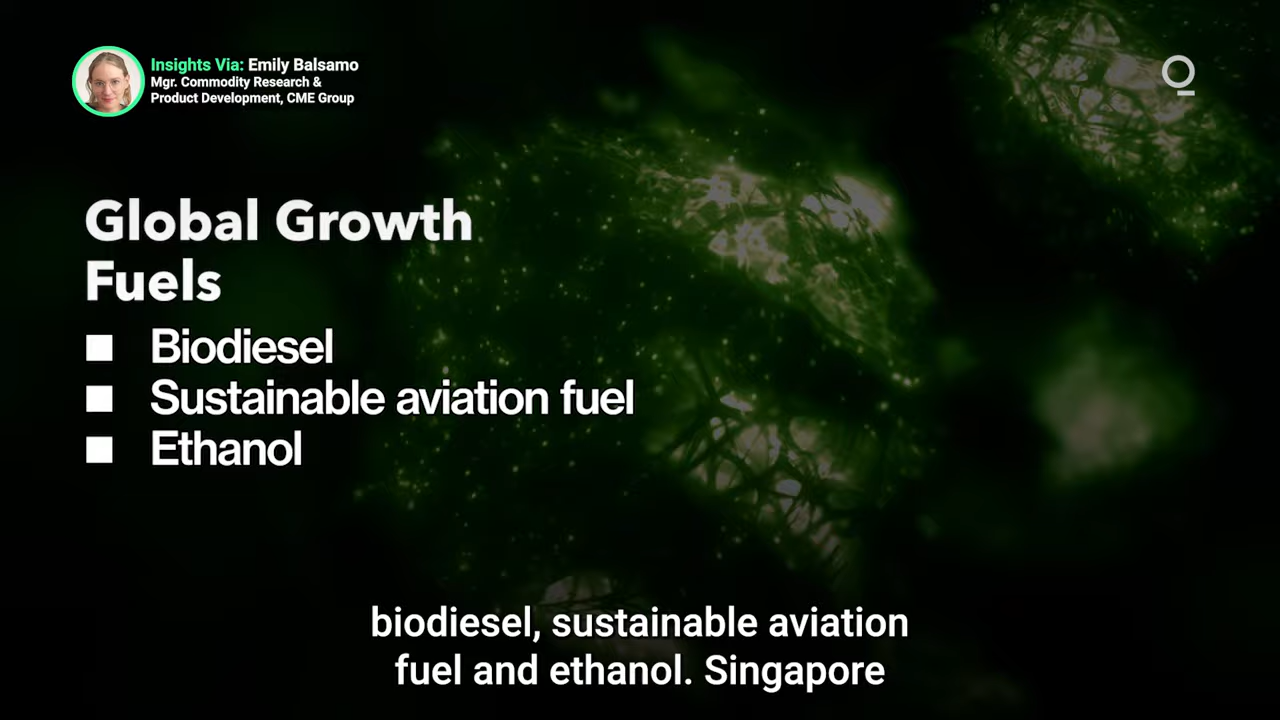 Insights Via: Emily Balsamo
Mgr. Commodity Research &
Product Development, CME Group
Global Growth
Fuels
Biodiesel
Sustainable aviation fuel
Ethanol
biodiesel, sustainable aviation
fuel and ethanol. Singapore